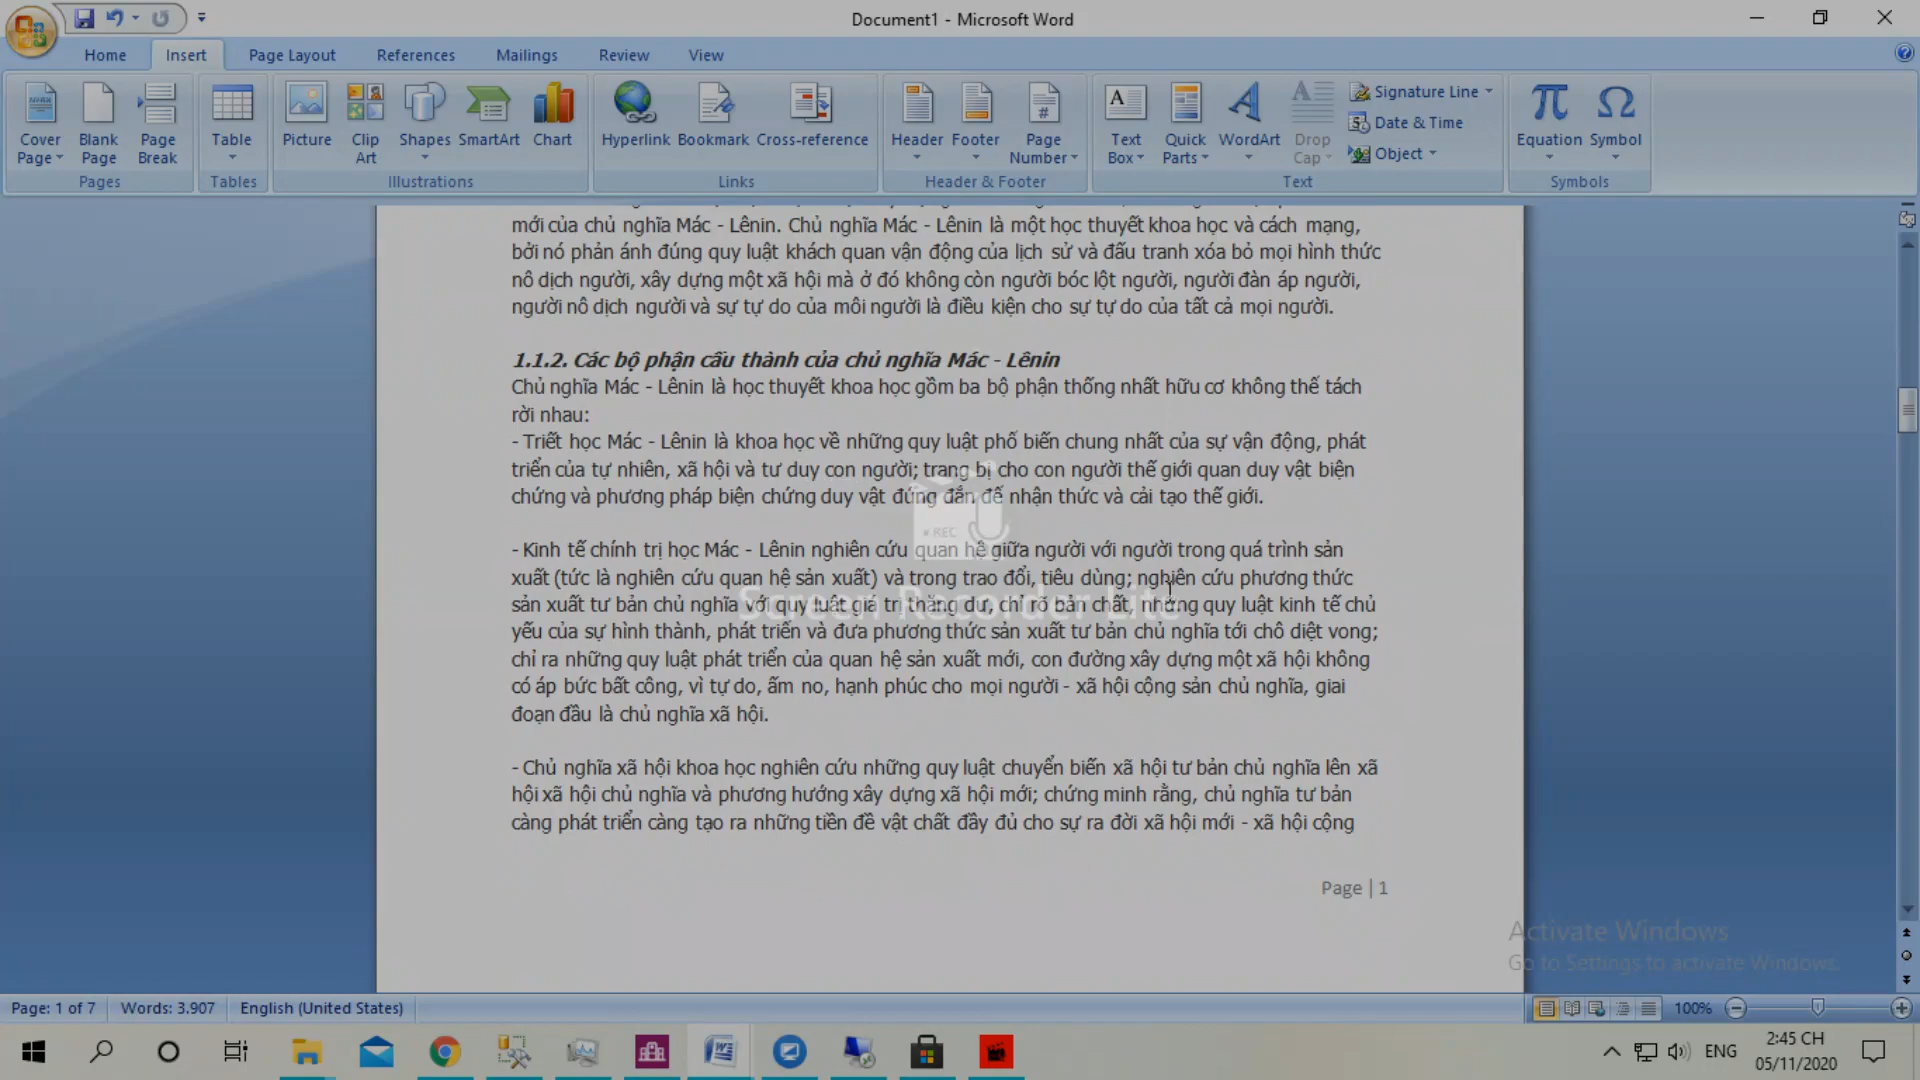 Document1 - Microsoft Word
Home Insert Page Layout References Mailings Review View
Cover Page
Blank Page
Page Break
Table
Picture
Clip Art
Shapes
SmartArt
Chart
Hyperlink
Bookmark
Cross-reference
Header
Footer
Page Number
Text Box
Quick Parts
WordArt
Drop Cap
Signature Line
Date & Time
Object
Equation
Symbol
Pages Tables Illustrations Links Header & Footer Text Symbols
mới của chủ nghĩa Mác - Lênin. Chủ nghĩa Mác - Lênin là một học thuyết khoa học và cách mạng,
bởi nó phản ánh đúng quy luật khách quan vận động của lịch sử và đấu tranh xóa bỏ mọi hình thức
nô dịch người, xây dựng một xã hội mà ở đó không còn người bóc lột người, người đàn áp người,
người nô dịch người và sự tự do của mỗi người là điều kiện cho sự tự do của tất cả mọi người.
1.1.2. Các bộ phận cấu thành của chủ nghĩa Mác - Lênin
Chủ nghĩa Mác - Lênin là học thuyết khoa học gồm ba bộ phận thống nhất hữu cơ không thể tách
rời nhau:
- Triết học Mác - Lênin là khoa học về những quy luật phổ biến chung nhất của sự vận động, phát
triển của tự nhiên, xã hội và tư duy con người; trang bị cho con người thế giới quan duy vật biện
chứng và phương pháp biện chứng duy vật đúng đắn để nhận thức và cải tạo thế giới.
- Kinh tế chính trị học Mác - Lênin nghiên cứu quan hệ giữa người với người trong quá trình sản
xuất (tức là nghiên cứu quan hệ sản xuất) và trong trao đổi, tiêu dùng; nghiên cứu phương thức
sản xuất tư bản chủ nghĩa với quy luật giá trị thặng dư, chỉ rõ bản chất, những quy luật kinh tế chủ
yếu của sự hình thành, phát triển và đưa phương thức sản xuất tư bản chủ nghĩa tới chỗ diệt vong;
chỉ ra những quy luật phát triển của quan hệ sản xuất mới, con đường xây dựng một xã hội không
có áp bức bất công, vì tự do, ấm no, hạnh phúc cho mọi người - xã hội cộng sản chủ nghĩa, giai
đoạn đầu là chủ nghĩa xã hội.
- Chủ nghĩa xã hội khoa học nghiên cứu những quy luật chuyển biến xã hội tư bản chủ nghĩa lên xã
hội xã hội chủ nghĩa và phương hướng xây dựng xã hội mới; chứng minh rằng, chủ nghĩa tư bản
càng phát triển càng tạo ra những tiền đề vật chất đầy đủ cho sự ra đời xã hội mới - xã hội cộng
REC
Screen Recorder Lite
Page | 1
Activate Windows
Go to Settings to activate Windows.
Page: 1 of 7 Words: 3.907 English (United States) 100%
ENG
2:45 CH
05/11/2020